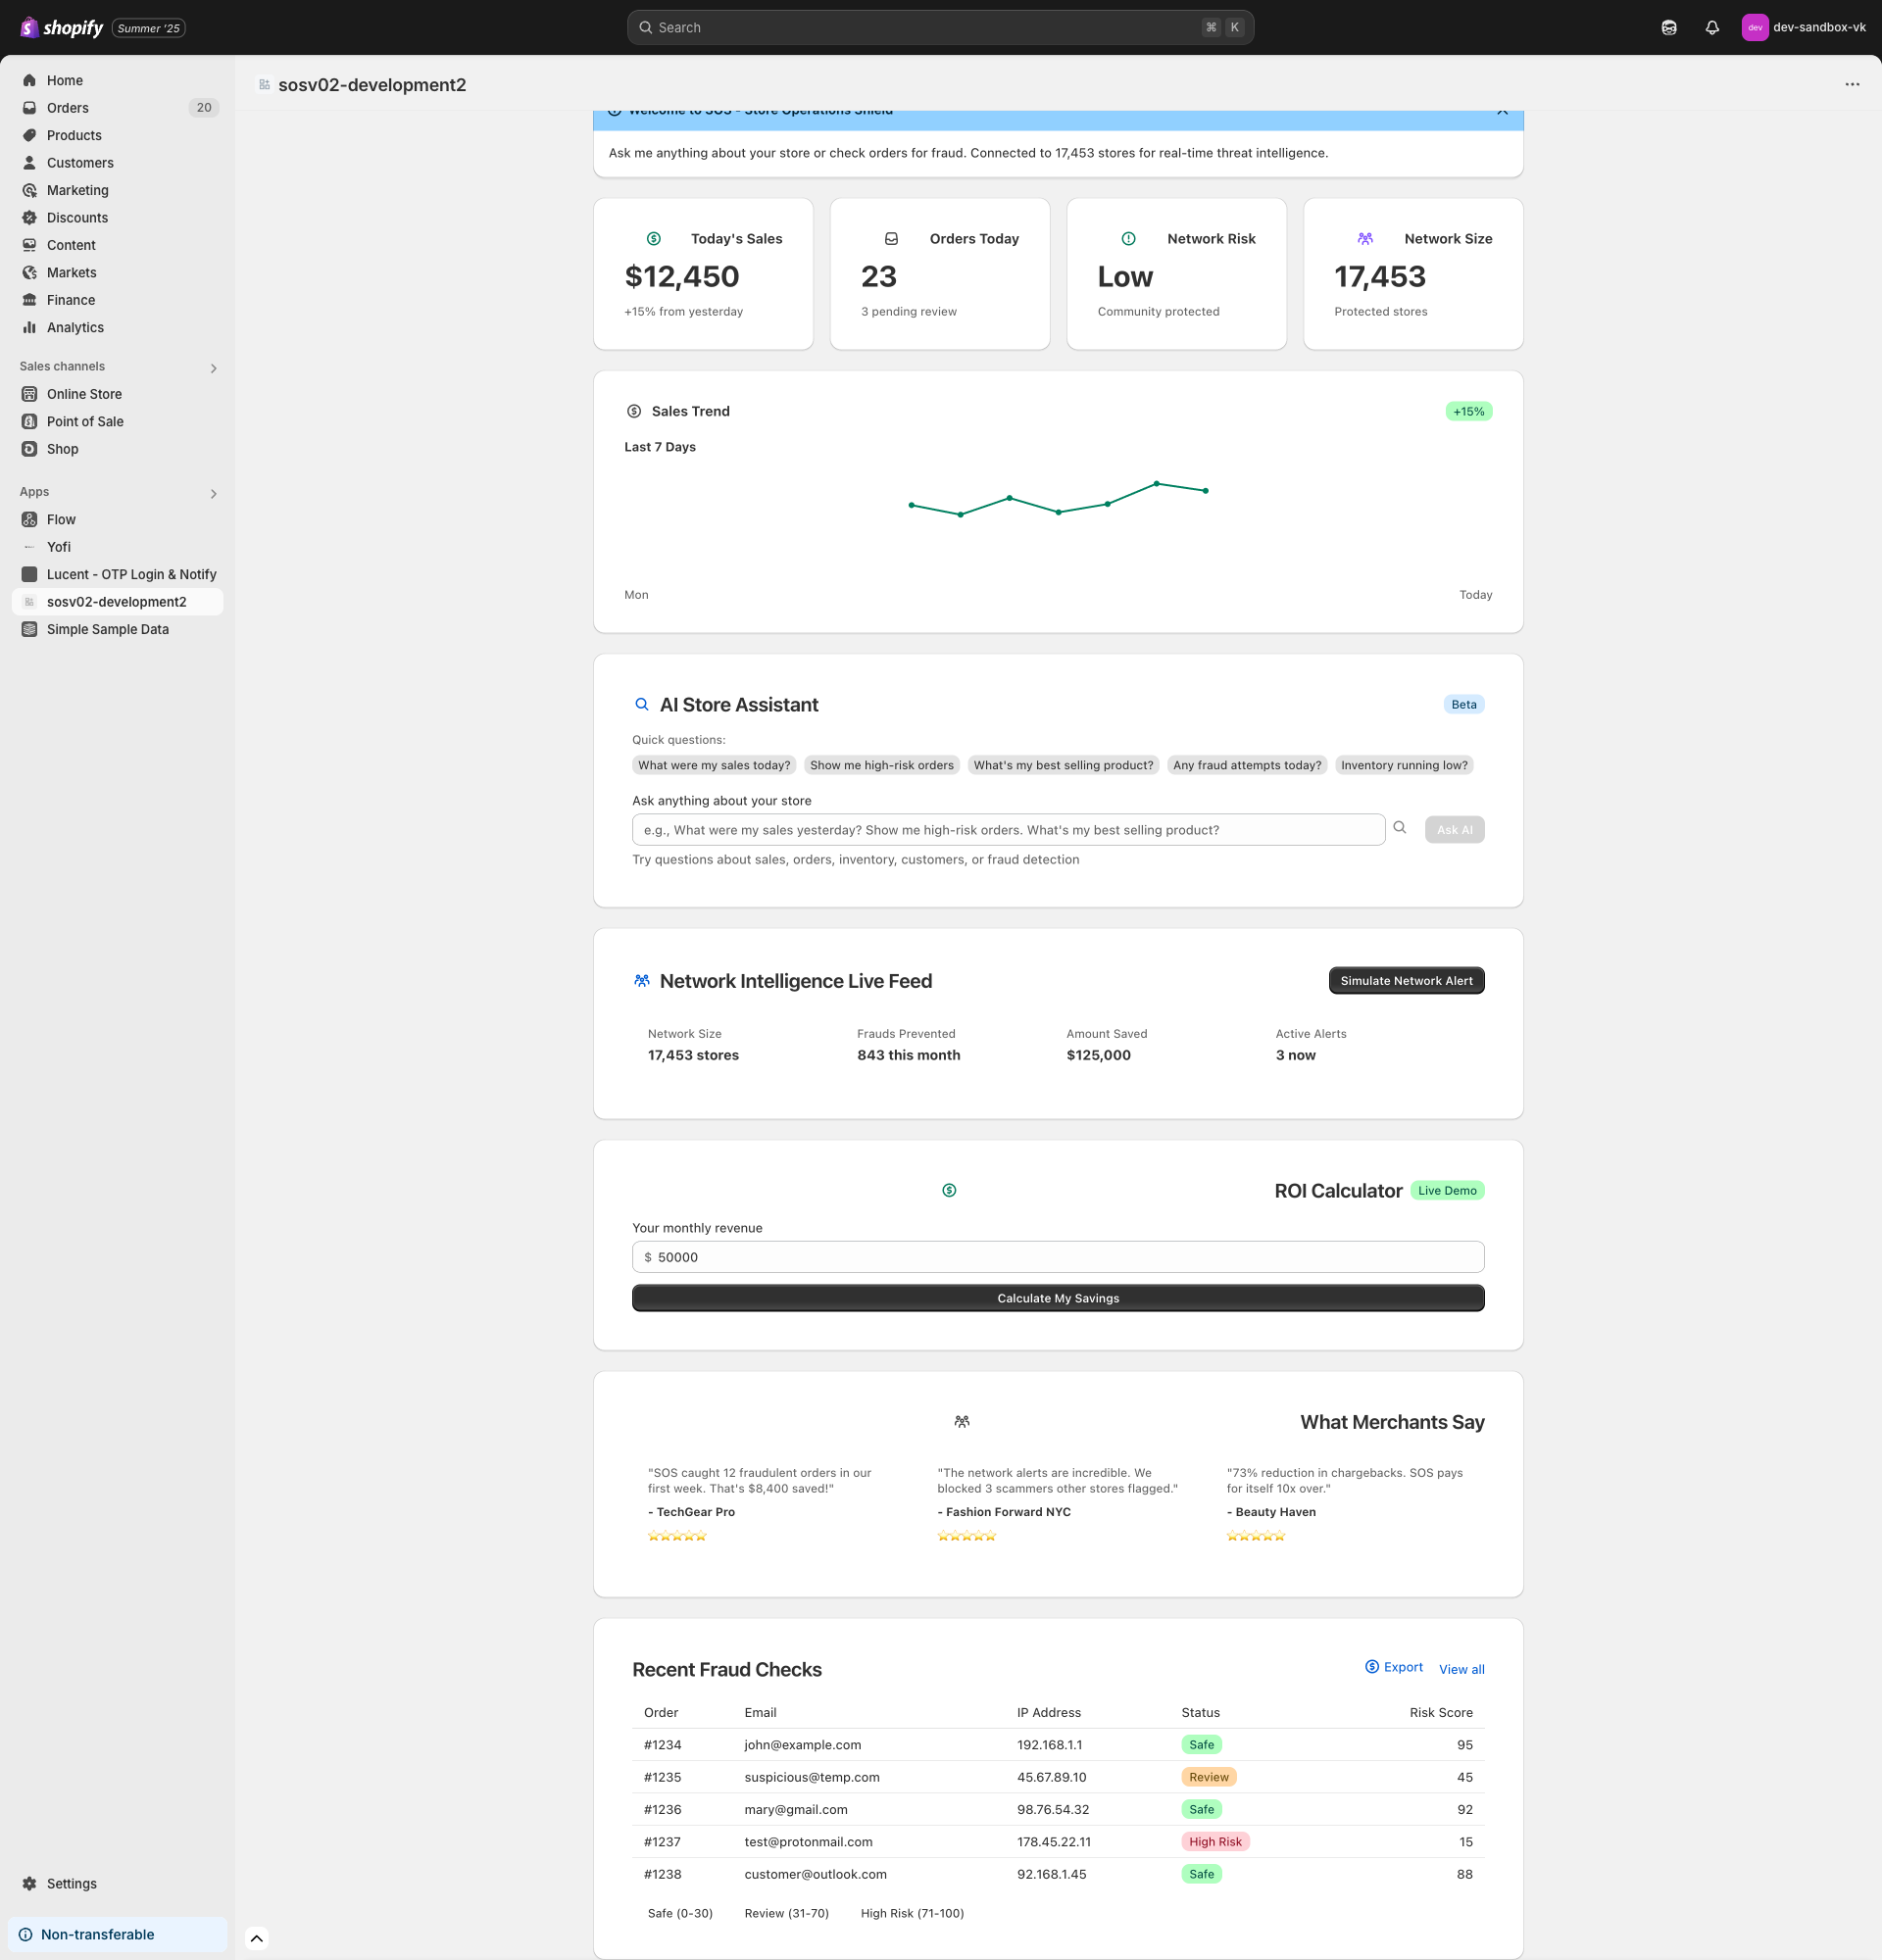 shopify
Summer '25
Search
⌘ K
dev
dev-sandbox-vk
Home
Orders 20
Products
Customers
Marketing
Discounts
Content
Markets
Finance
Analytics
Sales channels
Online Store
Point of Sale
Shop
Apps
Flow
Yofi
Lucent - OTP Login & Notify
sosv02-development2
Simple Sample Data
Settings
Non-transferable
sosv02-development2
Welcome to SOS - Store Operations Shield
Ask me anything about your store or check orders for fraud. Connected to 17,453 stores for real-time threat intelligence.
Today's Sales
$12,450
+15% from yesterday
Orders Today
23
3 pending review
Network Risk
Low
Community protected
Network Size
17,453
Protected stores
Sales Trend
+15%
Last 7 Days
Mon
Today
AI Store Assistant
Beta
Quick questions:
What were my sales today? Show me high-risk orders What's my best selling product? Any fraud attempts today? Inventory running low?
Ask anything about your store
e.g., What were my sales yesterday? Show me high-risk orders. What's my best selling product?
Ask AI
Try questions about sales, orders, inventory, customers, or fraud detection
Network Intelligence Live Feed
Simulate Network Alert
Network Size
17,453 stores
Frauds Prevented
843 this month
Amount Saved
$125,000
Active Alerts
3 now
ROI Calculator
Live Demo
Your monthly revenue
$ 50000
Calculate My Savings
What Merchants Say
"SOS caught 12 fraudulent orders in our
first week. That's $8,400 saved!"
- TechGear Pro
"The network alerts are incredible. We
blocked 3 scammers other stores flagged."
- Fashion Forward NYC
"73% reduction in chargebacks. SOS pays
for itself 10x over."
- Beauty Haven
Recent Fraud Checks
Export
View all
Order Email IP Address Status Risk Score
#1234 john@example.com 192.168.1.1 Safe 95
#1235 suspicious@temp.com 45.67.89.10 Review 45
#1236 mary@gmail.com 98.76.54.32 Safe 92
#1237 test@protonmail.com 178.45.22.11 High Risk 15
#1238 customer@outlook.com 92.168.1.45 Safe 88
Safe (0-30) Review (31-70) High Risk (71-100)